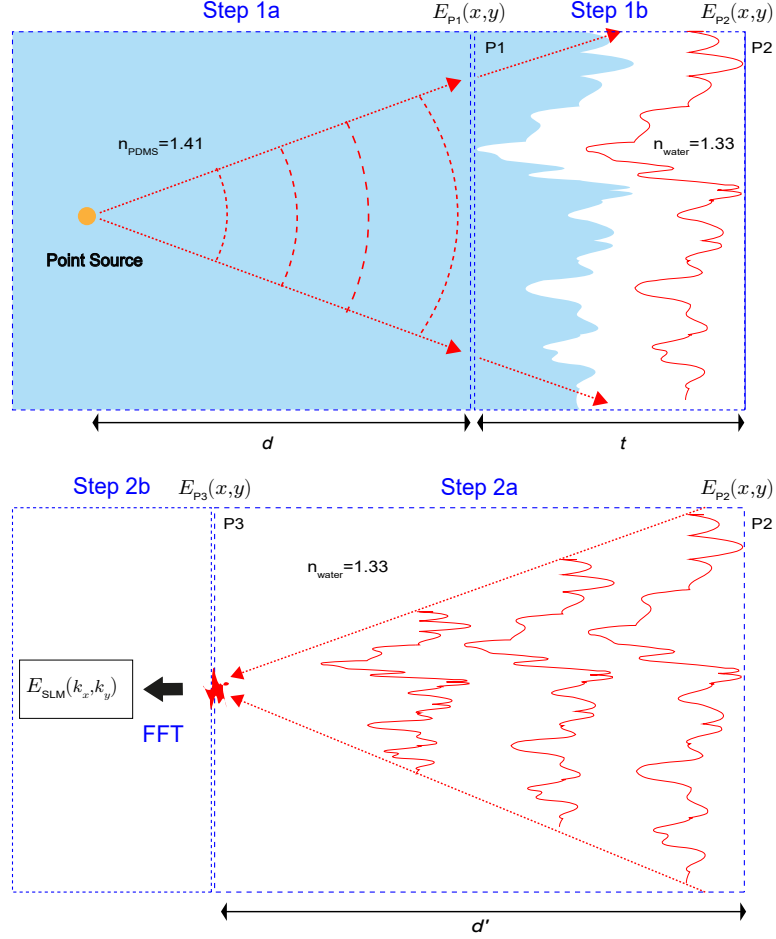 Step 1a
E_P1(x,y)
Step 1b
E_P2(x,y)
P1
P2
n_PDMS=1.41
n_water=1.33
Point Source
d
t
Step 2b
E_P3(x,y)
Step 2a
E_P2(x,y)
P3
P2
n_water=1.33
E_SLM(k_x,k_y)
FFT
d'